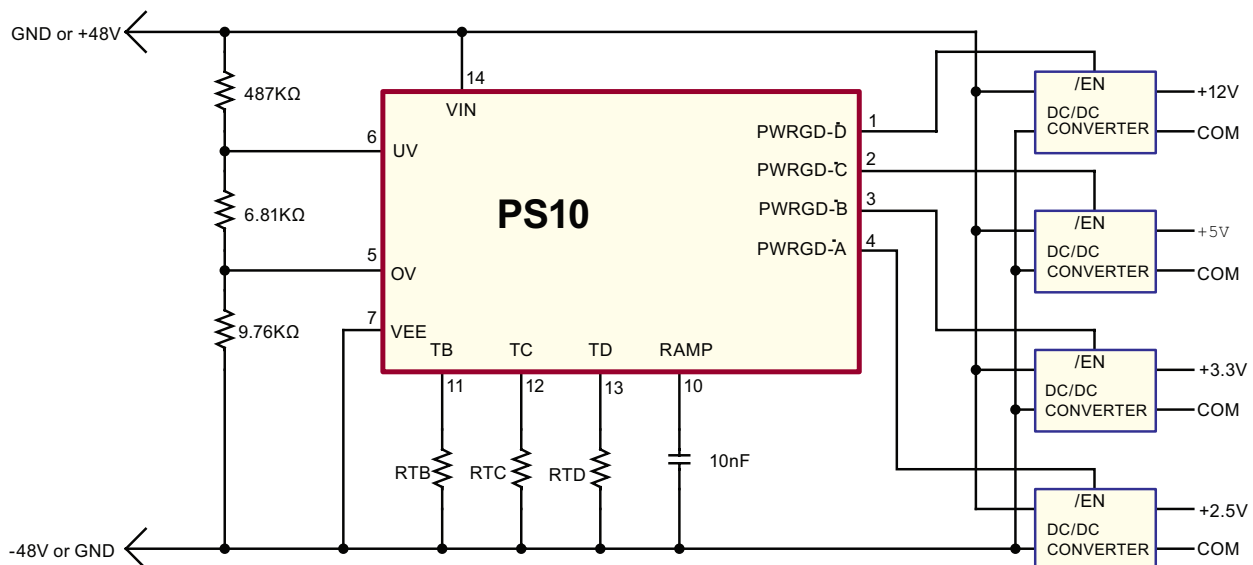 GND or +48V
487KΩ
6.81KΩ
9.76KΩ
-48V or GND
14
VIN
6
UV
5
OV
7
VEE
PS10
PWRGD-D
1
PWRGD-C
2
PWRGD-B
3
PWRGD-A
4
TB
TC
TD
RAMP
11
12
13
10
RTB
RTC
RTD
10nF
/EN
DC/DC
CONVERTER
+12V
COM
/EN
DC/DC
CONVERTER
+5V
COM
/EN
DC/DC
CONVERTER
+3.3V
COM
/EN
DC/DC
CONVERTER
+2.5V
COM